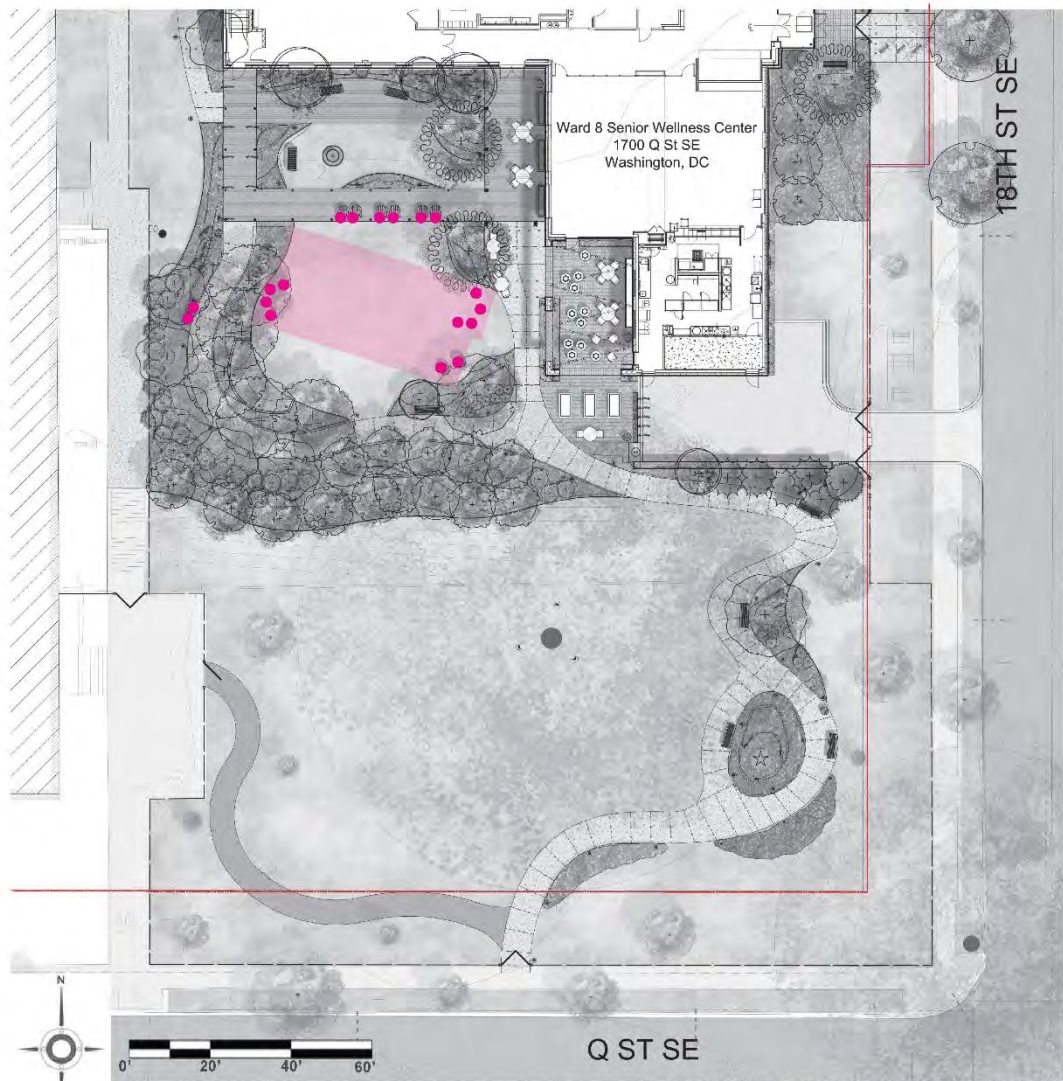 Ward 8 Senior Wellness Center
1700 Q St SE
Washington, DC
18TH ST SE
N
0' 20' 40' 60'
Q ST SE